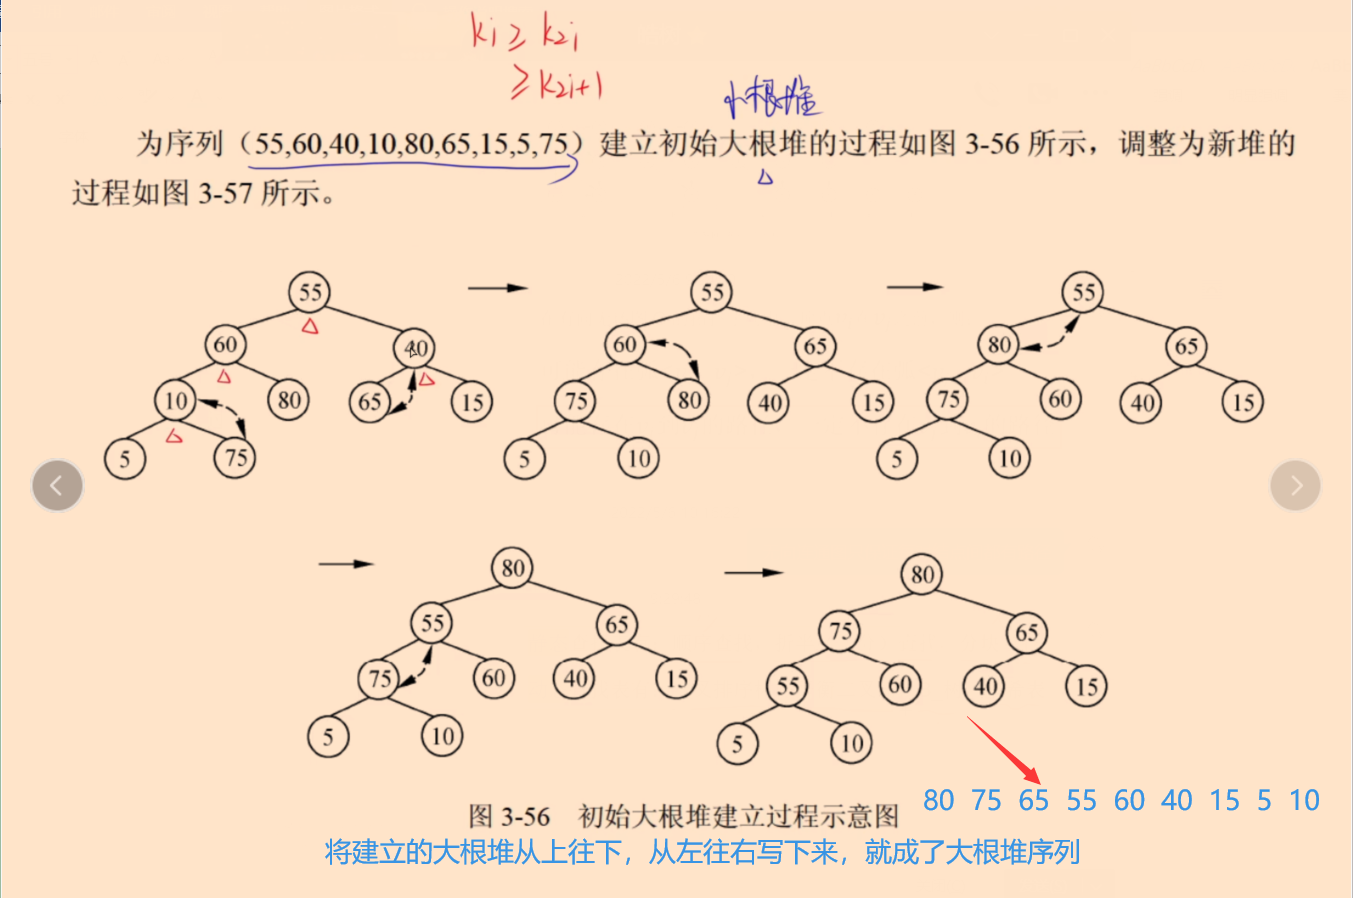 ki ≥ k2i
≥ k2i+1
小根堆
为序列（55,60,40,10,80,65,15,5,75）建立初始大根堆的过程如图 3-56 所示，调整为新堆的
过程如图 3-57 所示。
55
60 40
10 80 65 15
5 75
55
60 65
75 80 40 15
5 10
55
80 65
75 60 40 15
5 10
80
55 65
75 60 40 15
5 10
80
75 65
55 60 40 15
5 10
80 75 65 55 60 40 15 5 10
图 3-56 初始大根堆建立过程示意图
将建立的大根堆从上往下，从左往右写下来，就成了大根堆序列